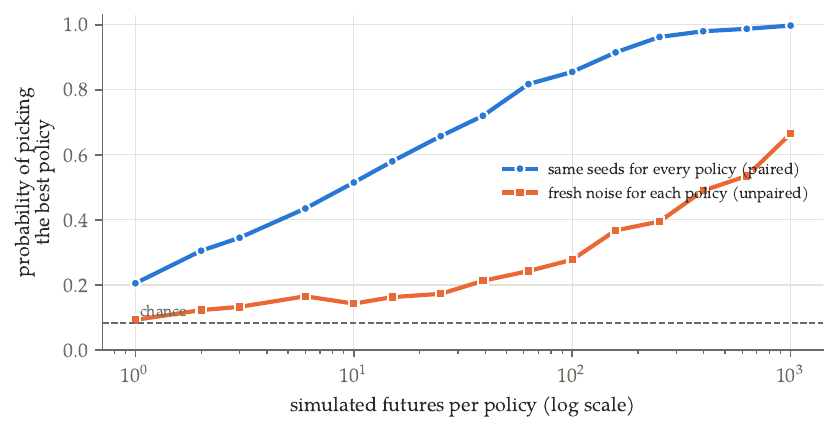 probability of picking
the best policy
1.0
0.8
0.6
0.4
0.2
0.0
same seeds for every policy (paired)
fresh noise for each policy (unpaired)
chance
10⁰ 10¹ 10² 10³
simulated futures per policy (log scale)